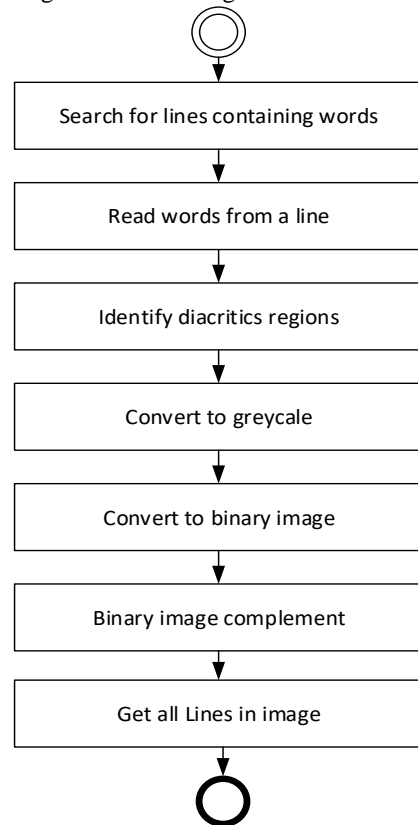 Search for lines containing words
Read words from a line
Identify diacritics regions
Convert to greycale
Convert to binary image
Binary image complement
Get all Lines in image